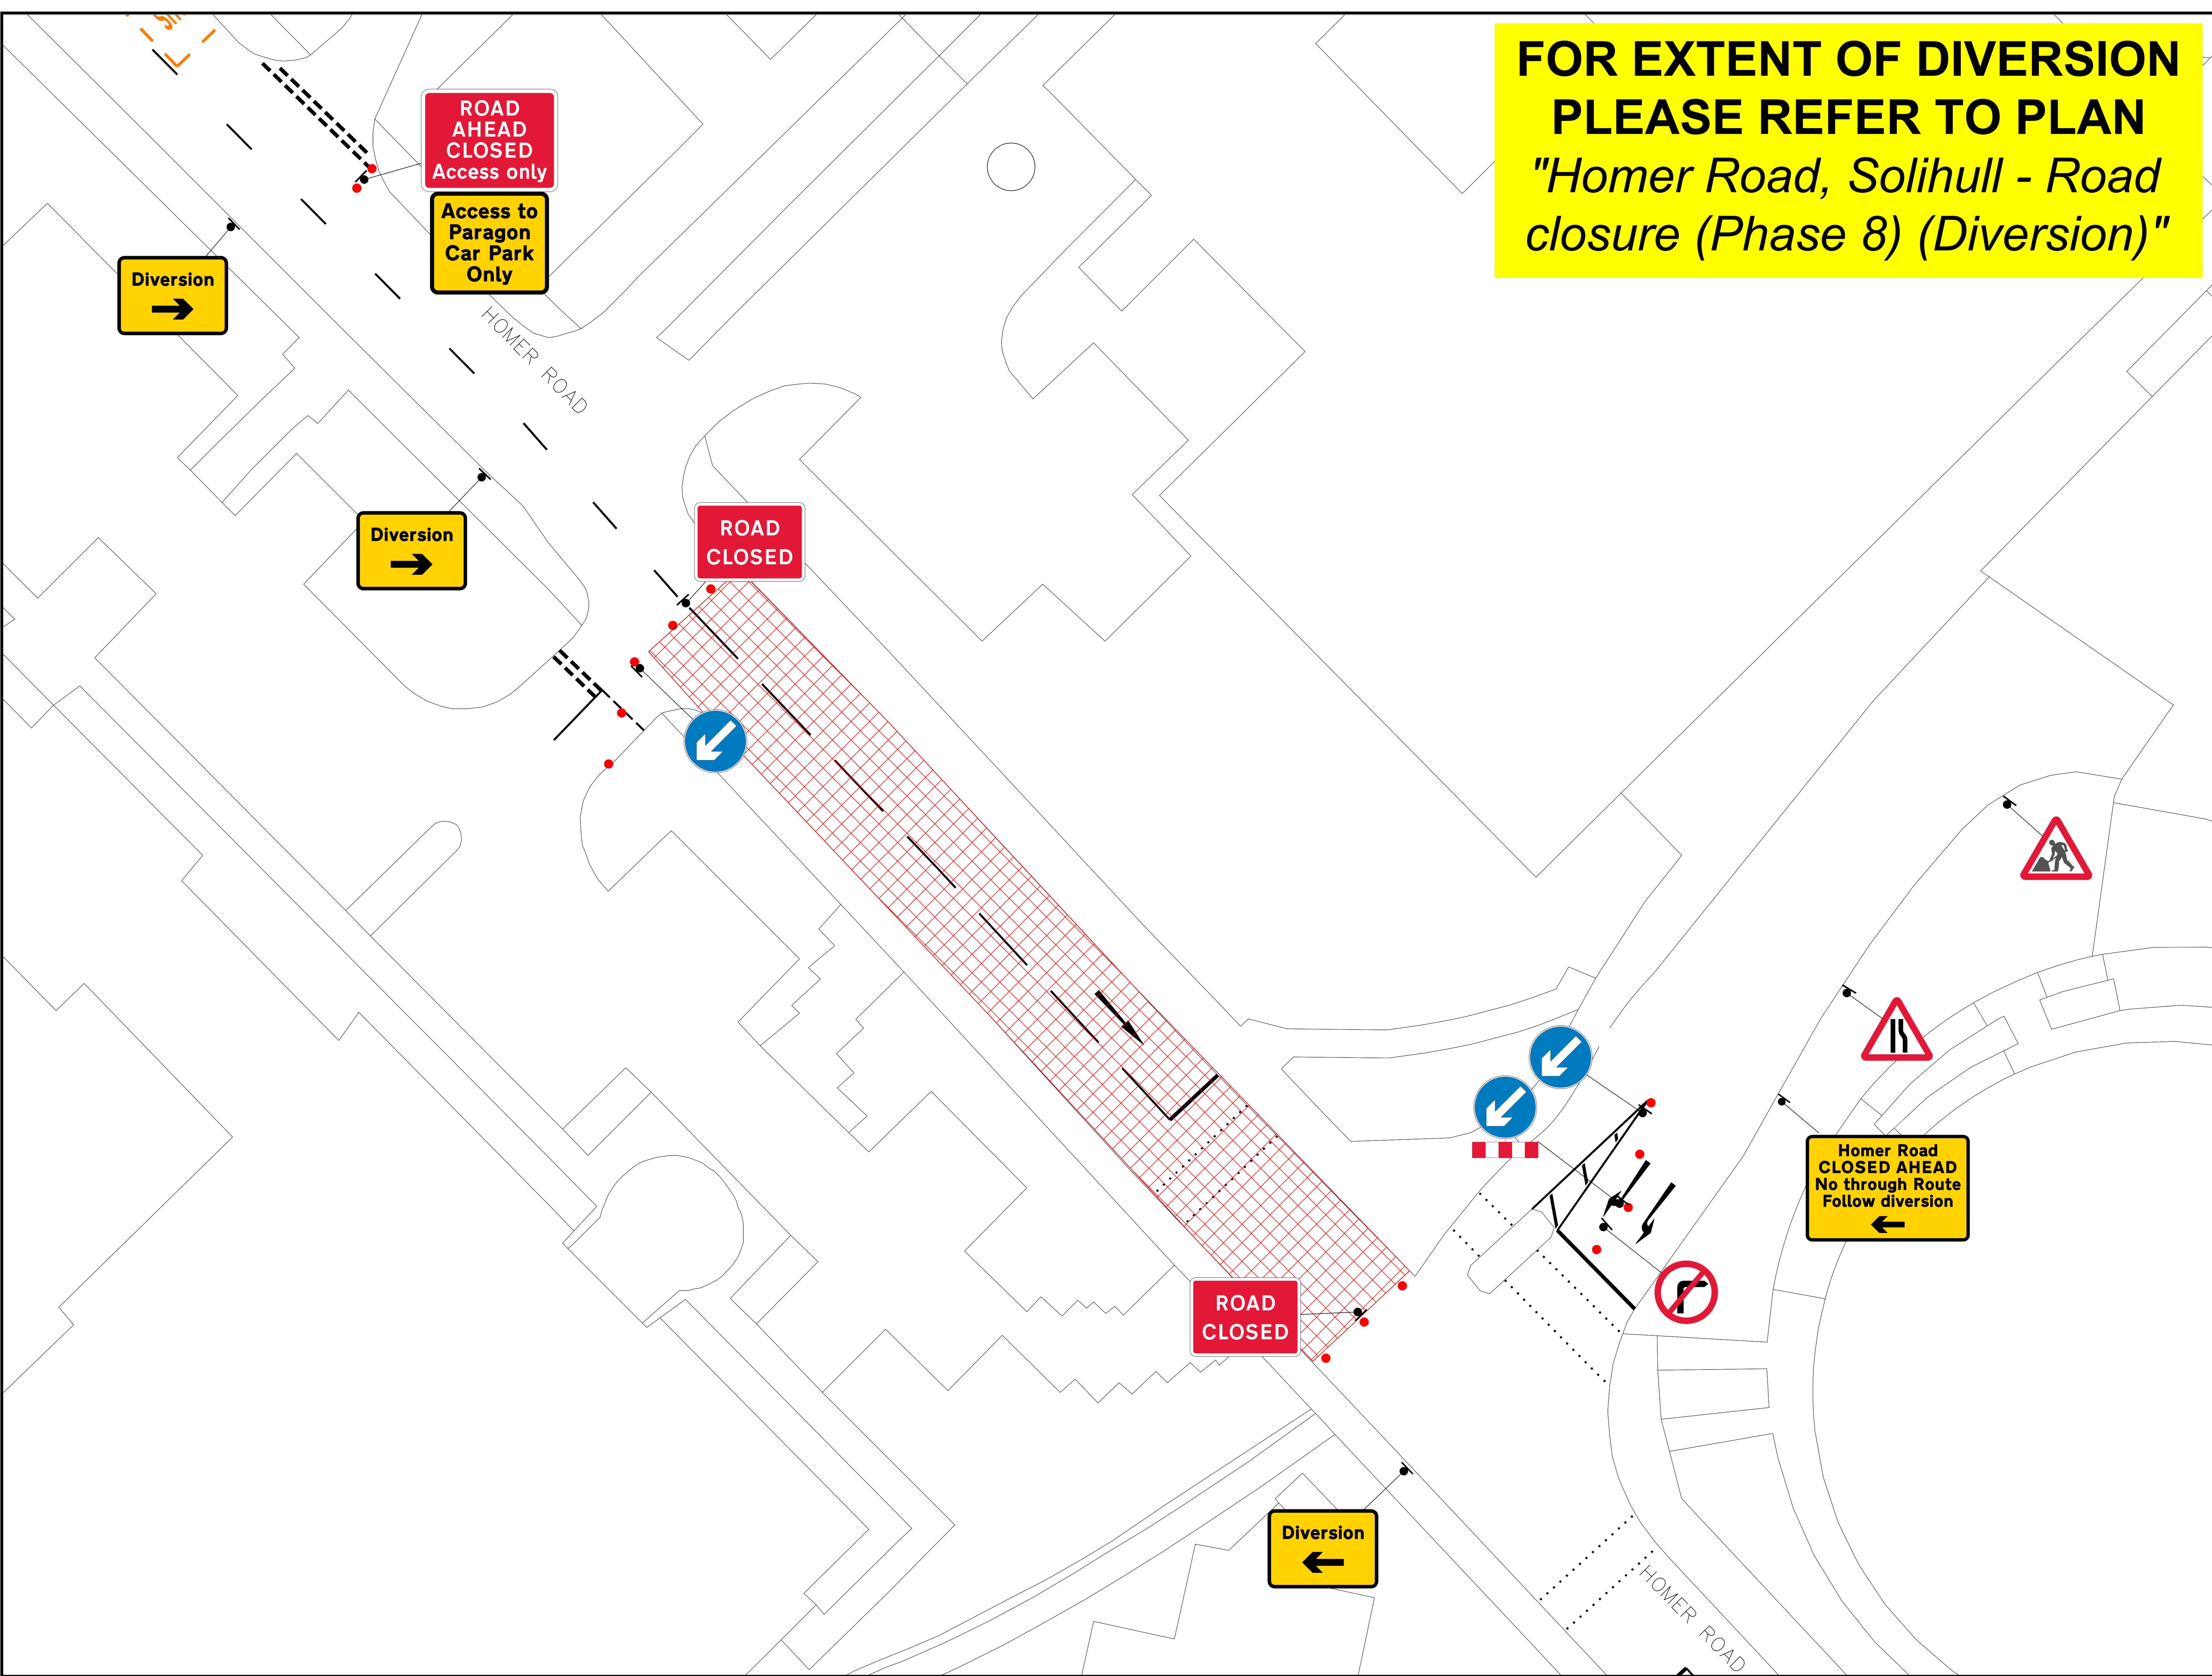 FOR EXTENT OF DIVERSION
PLEASE REFER TO PLAN
"Homer Road, Solihull - Road
closure (Phase 8) (Diversion)"
ROAD
AHEAD
CLOSED
Access only
Access to
Paragon
Car Park
Only
Diversion
HOMER ROAD
Diversion
ROAD
CLOSED
Homer Road
CLOSED AHEAD
No through Route
Follow diversion
ROAD
CLOSED
Diversion
HOMER ROAD